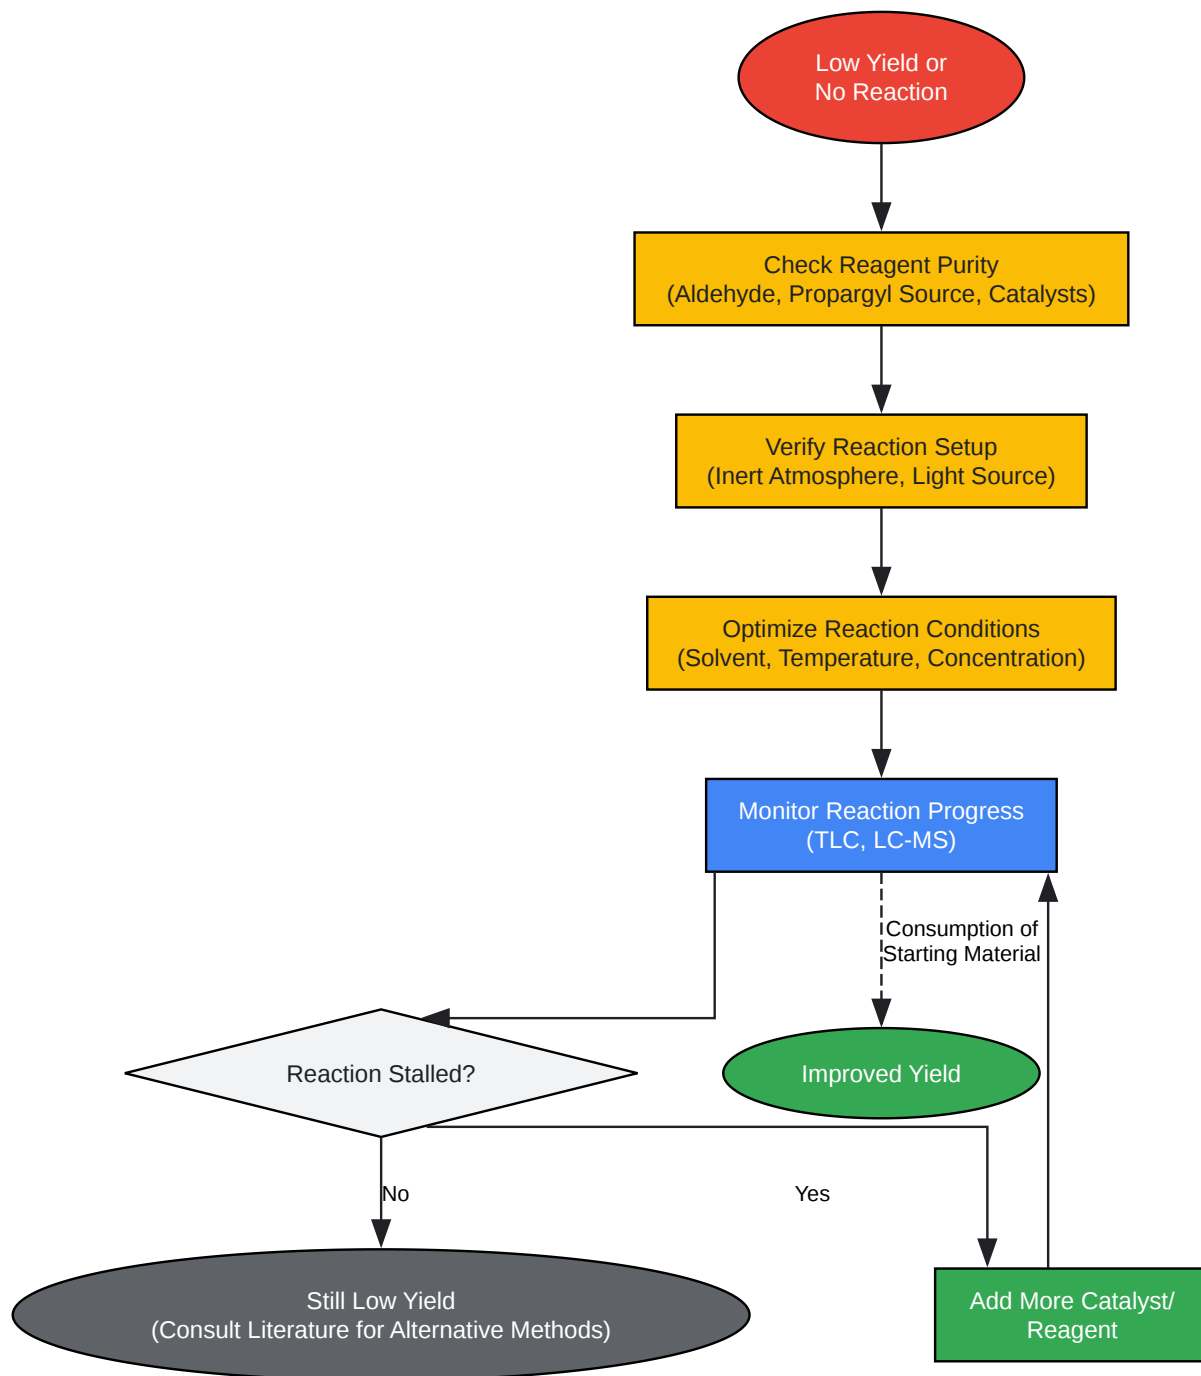 Low Yield or
No Reaction
Check Reagent Purity
(Aldehyde, Propargyl Source, Catalysts)
Verify Reaction Setup
(Inert Atmosphere, Light Source)
Optimize Reaction Conditions
(Solvent, Temperature, Concentration)
Monitor Reaction Progress
(TLC, LC-MS)
Consumption of
Starting Material
Reaction Stalled?
Improved Yield
No
Yes
Still Low Yield
(Consult Literature for Alternative Methods)
Add More Catalyst/
Reagent